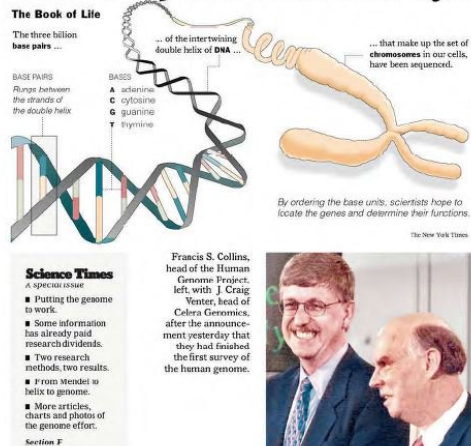 The Book of Life
The three billion
base pairs ...
... of the intertwining
double helix of DNA ...
... that make up the set of
chromosomes in our cells,
have been sequenced.
BASE PAIRS
Rungs between
the strands of
the double helix
BASES
A adenine
C cytosine
G guanine
T thymine
By ordering the base units, scientists hope to
locate the genes and determine their functions.
The New York Times
Science Times
A special issue
■ Putting the genome
to work.
■ Some information
has already paid
research dividends.
■ Two research
methods, two results.
■ From Mendel to
helix to genome.
■ More articles,
charts and photos of
the genome effort.
Section F
Francis S. Collins,
head of the Human
Genome Project,
left, with J. Craig
Venter, head of
Celera Genomics,
after the announce-
ment yesterday that
they had finished
the first survey of
the human genome.